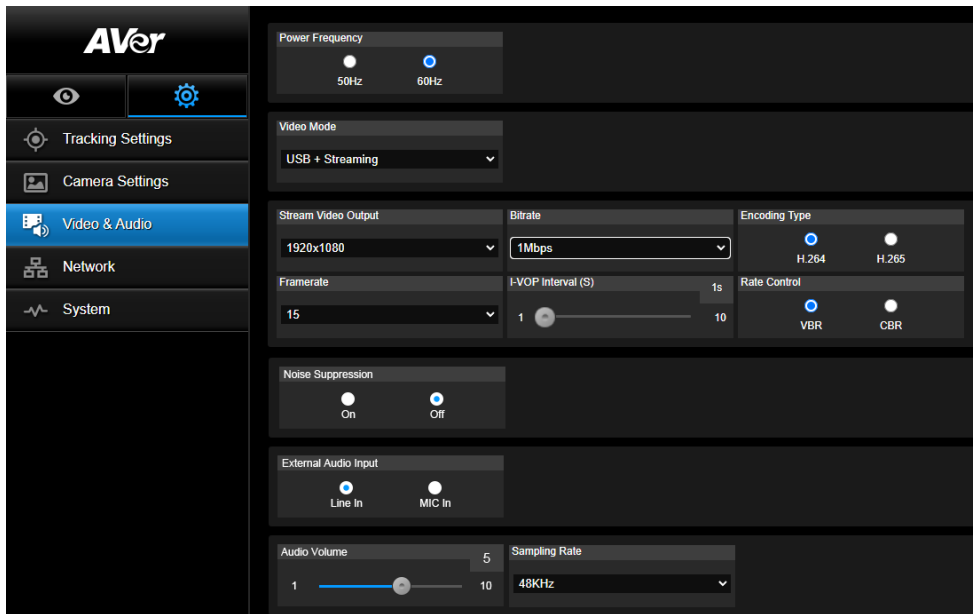 AVer
Tracking Settings
Camera Settings
Video & Audio
Network
System
Power Frequency
50Hz 60Hz
Video Mode
USB + Streaming
Stream Video Output Bitrate Encoding Type
1920x1080 1Mbps H.264 H.265
Framerate I-VOP Interval (S) 1s Rate Control
15 1 10 VBR CBR
Noise Suppression
On Off
External Audio Input
Line In MIC In
Audio Volume 5 Sampling Rate
1 10 48KHz